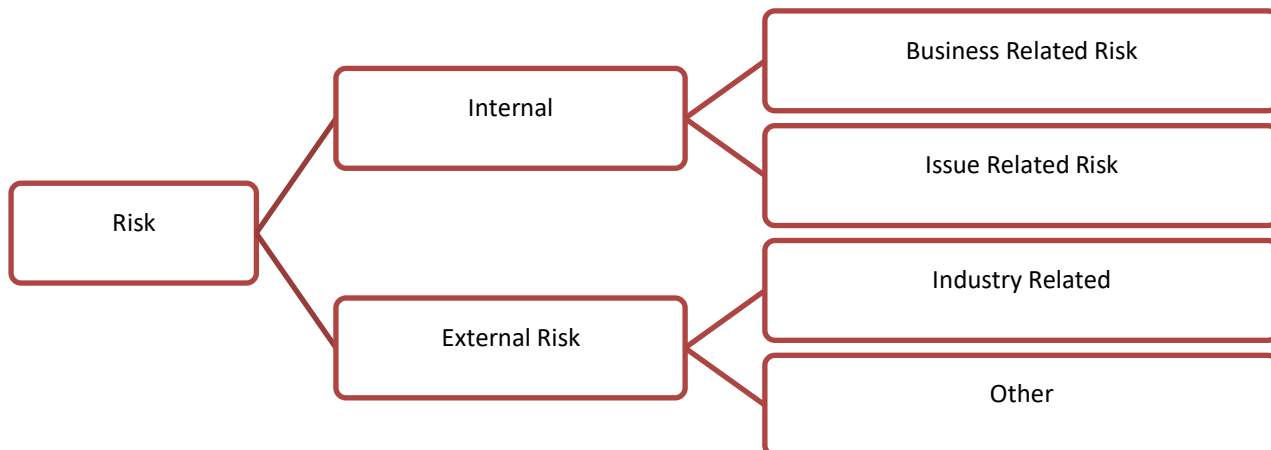 Risk
Internal
External Risk
Business Related Risk
Issue Related Risk
Industry Related
Other